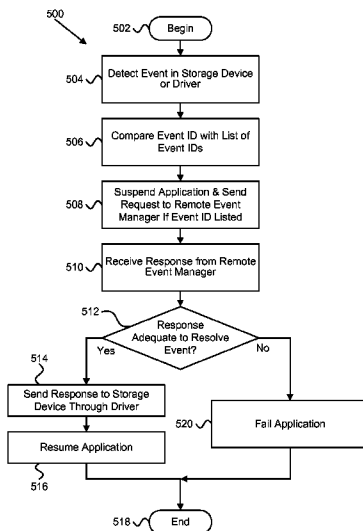 500
502
Begin
504
Detect Event in Storage Device
or Driver
506
Compare Event ID with List of
Event IDs
508
Suspend Application & Send
Request to Remote Event
Manager If Event ID Listed
510
Receive Response from Remote
Event Manager
512
Response
Adequate to Resolve
Event?
Yes
No
514
Send Response to Storage
Device Through Driver
520
Fail Application
Resume Application
516
518
End